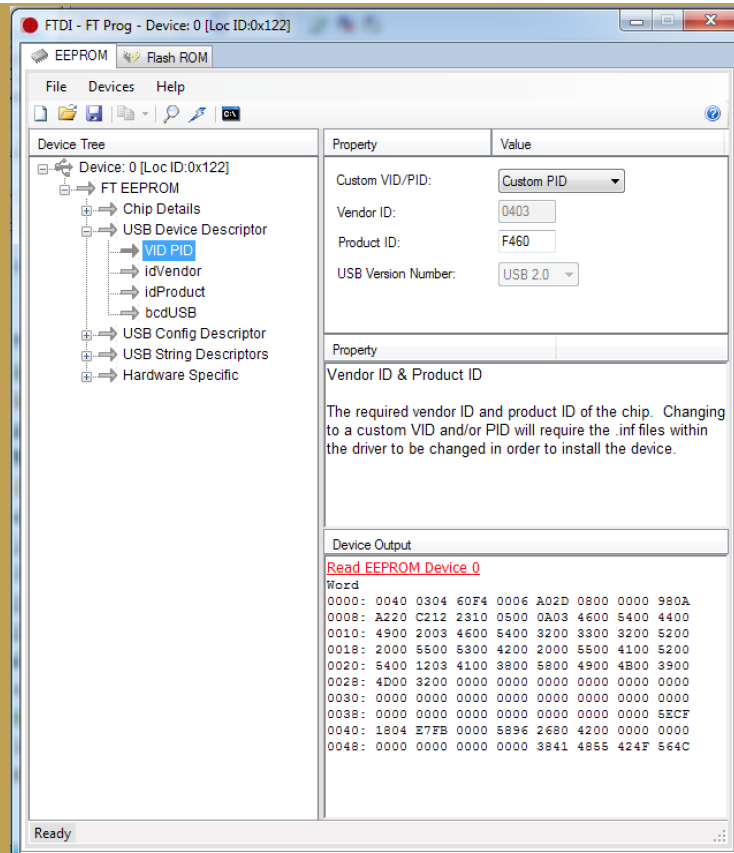 FTDI - FT Prog - Device: 0 [Loc ID:0x122]
EEPROM Flash ROM
File Devices Help
C:\
Device Tree
Device: 0 [Loc ID:0x122]
FT EEPROM
Chip Details
USB Device Descriptor
VID PID
idVendor
idProduct
bcdUSB
USB Config Descriptor
USB String Descriptors
Hardware Specific
Property Value
Custom VID/PID: Custom PID
Vendor ID: 0403
Product ID: F460
USB Version Number: USB 2.0
Property
Vendor ID & Product ID
The required vendor ID and product ID of the chip. Changing
to a custom VID and/or PID will require the .inf files within
the driver to be changed in order to install the device.
Device Output
Read EEPROM Device 0
Word
0000: 0040 0304 60F4 0006 A02D 0800 0000 980A
0008: A220 C212 2310 0500 0A03 4600 5400 4400
0010: 4900 2003 4600 5400 3200 3300 3200 5200
0018: 2000 5500 5300 4200 2000 5500 4100 5200
0020: 5400 1203 4100 3800 5800 4900 4B00 3900
0028: 4D00 3200 0000 0000 0000 0000 0000 0000
0030: 0000 0000 0000 0000 0000 0000 0000 0000
0038: 0000 0000 0000 0000 0000 0000 0000 5ECF
0040: 1804 E7FB 0000 5896 2680 4200 0000 0000
0048: 0000 0000 0000 0000 3841 4855 424F 564C
Ready